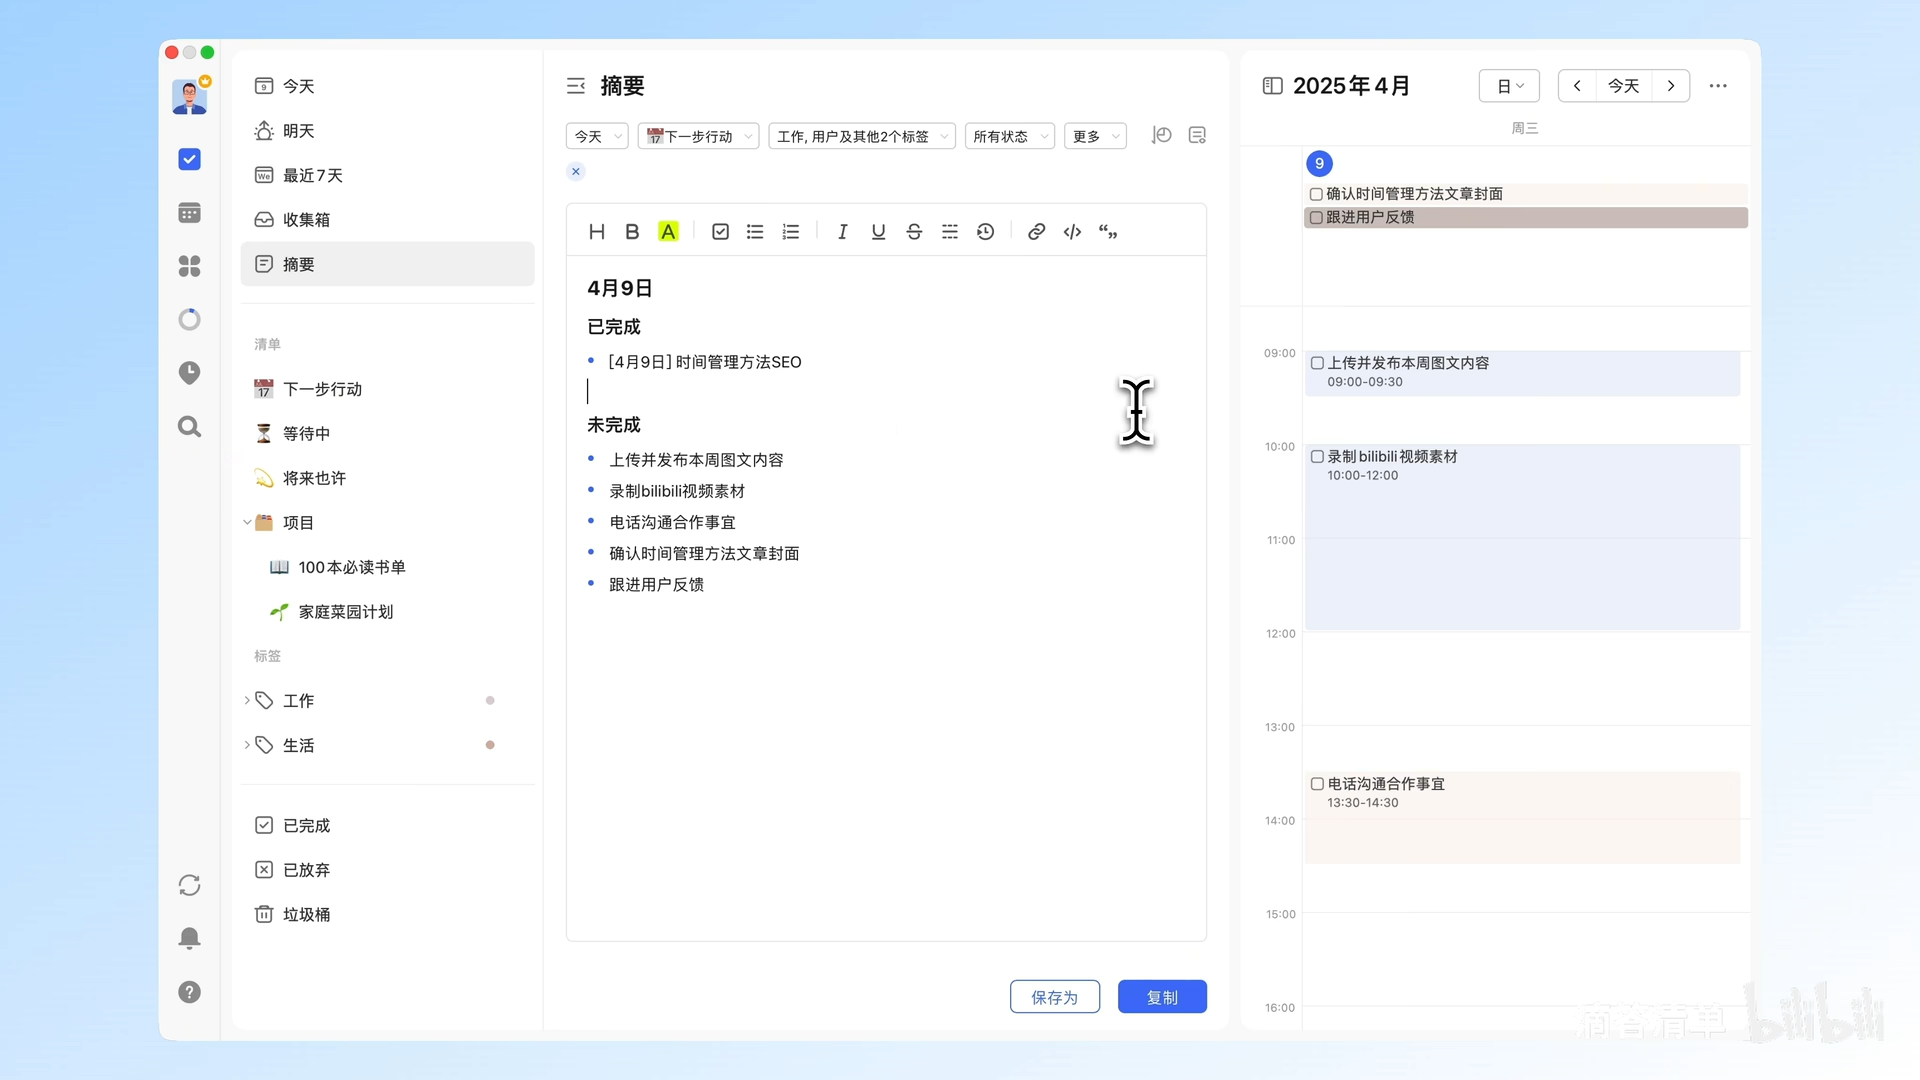 今天
明天
最近7天
收集箱
摘要
清单
下一步行动
等待中
将来也许
项目
100本必读书单
家庭菜园计划
标签
工作
生活
已完成
已放弃
垃圾桶
摘要
今天
下一步行动
工作, 用户及其他2个标签
所有状态
更多
4月9日
已完成
[4月9日] 时间管理方法SEO
未完成
上传并发布本周图文内容
录制bilibili视频素材
电话沟通合作事宜
确认时间管理方法文章封面
跟进用户反馈
保存为
复制
2025年4月
日
今天
周三
9
确认时间管理方法文章封面
跟进用户反馈
09:00
上传并发布本周图文内容
09:00-09:30
10:00
录制bilibili视频素材
10:00-12:00
11:00
12:00
13:00
电话沟通合作事宜
13:30-14:30
14:00
15:00
16:00
滴答清单 bilibili